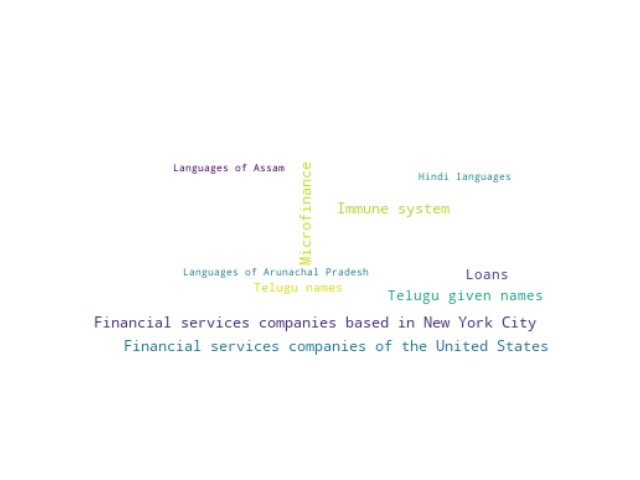 Languages of Assam
Microfinance
Hindi languages
Immune system
Languages of Arunachal Pradesh
Loans
Telugu names
Telugu given names
Financial services companies based in New York City
Financial services companies of the United States